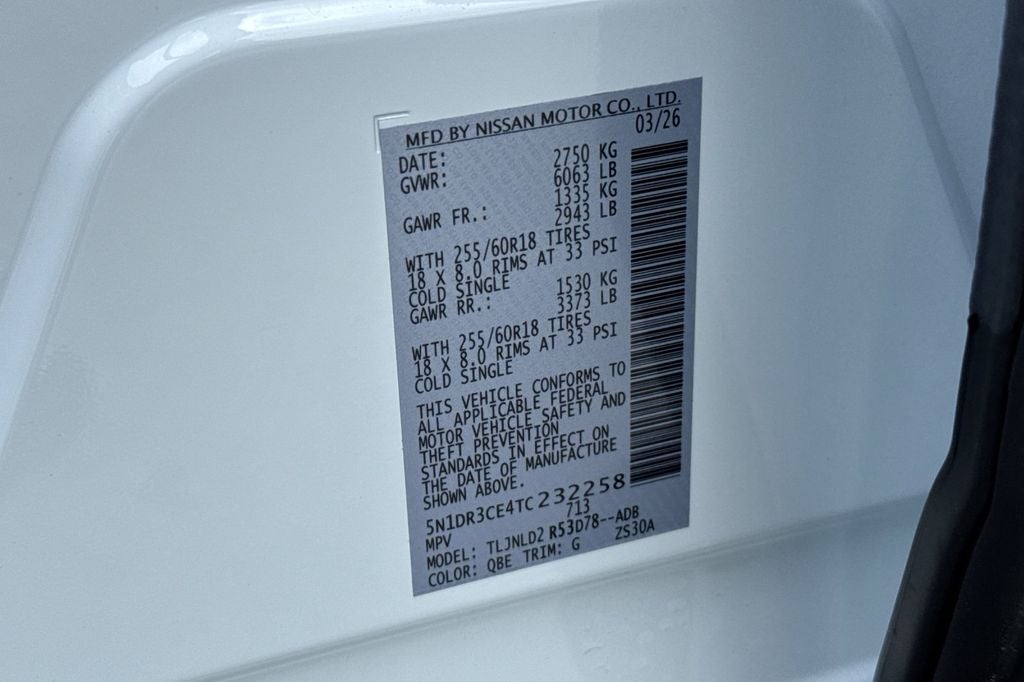 MFD BY NISSAN MOTOR CO., LTD.
DATE: 03/26
GVWR: 2750 KG
6063 LB
GAWR FR.: 1335 KG
2943 LB
WITH 255/60R18 TIRES
18 X 8.0 RIMS AT 33 PSI
COLD SINGLE
GAWR RR.: 1530 KG
3373 LB
WITH 255/60R18 TIRES
18 X 8.0 RIMS AT 33 PSI
COLD SINGLE
THIS VEHICLE CONFORMS TO
ALL APPLICABLE FEDERAL
MOTOR VEHICLE SAFETY AND
THEFT PREVENTION
STANDARDS IN EFFECT ON
THE DATE OF MANUFACTURE
SHOWN ABOVE.
5N1DR3CE4TC232258
MPV 713
MODEL: TLJNLD2 R53D78--ADB
COLOR: QBE TRIM: G ZS30A